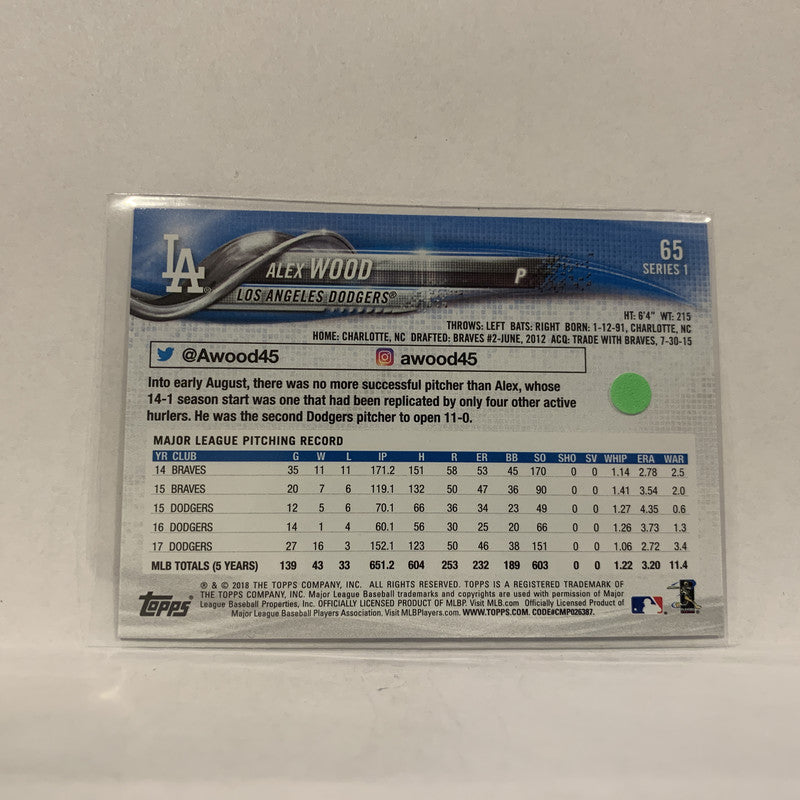 LA
ALEX WOOD
P
LOS ANGELES DODGERS®
65
SERIES 1
HT: 6'4" WT: 215
THROWS: LEFT BATS: RIGHT BORN: 1-12-91, CHARLOTTE, NC
HOME: CHARLOTTE, NC DRAFTED: BRAVES #2-JUNE, 2012 ACQ: TRADE WITH BRAVES, 7-30-15
@Awood45 awood45
Into early August, there was no more successful pitcher than Alex, whose
14-1 season start was one that had been replicated by only four other active
hurlers. He was the second Dodgers pitcher to open 11-0.
MAJOR LEAGUE PITCHING RECORD
YR CLUB G W L IP H R ER BB SO SHO SV WHIP ERA WAR
14 BRAVES 35 11 11 171.2 151 58 53 45 170 0 0 1.14 2.78 2.5
15 BRAVES 20 7 6 119.1 132 50 47 36 90 0 0 1.41 3.54 2.0
15 DODGERS 12 5 6 70.1 66 36 34 23 49 0 0 1.27 4.35 0.6
16 DODGERS 14 1 4 60.1 56 30 25 20 66 0 0 1.26 3.73 1.3
17 DODGERS 27 16 3 152.1 123 50 46 38 151 0 0 1.06 2.72 3.4
MLB TOTALS (5 YEARS) 139 43 33 651.2 604 253 232 189 603 0 0 1.22 3.20 11.4
® & © 2018 THE TOPPS COMPANY, INC. ALL RIGHTS RESERVED. TOPPS IS A REGISTERED TRADEMARK OF
THE TOPPS COMPANY, INC. Major League Baseball trademarks and copyrights are used with permission of Major
League Baseball Properties, Inc. OFFICIALLY LICENSED PRODUCT OF MLBP. Visit MLB.com Officially Licensed Product of
Major League Baseball Players Association. Visit MLBPlayers.com. WWW.TOPPS.COM. CODE#CMP026387.
topps